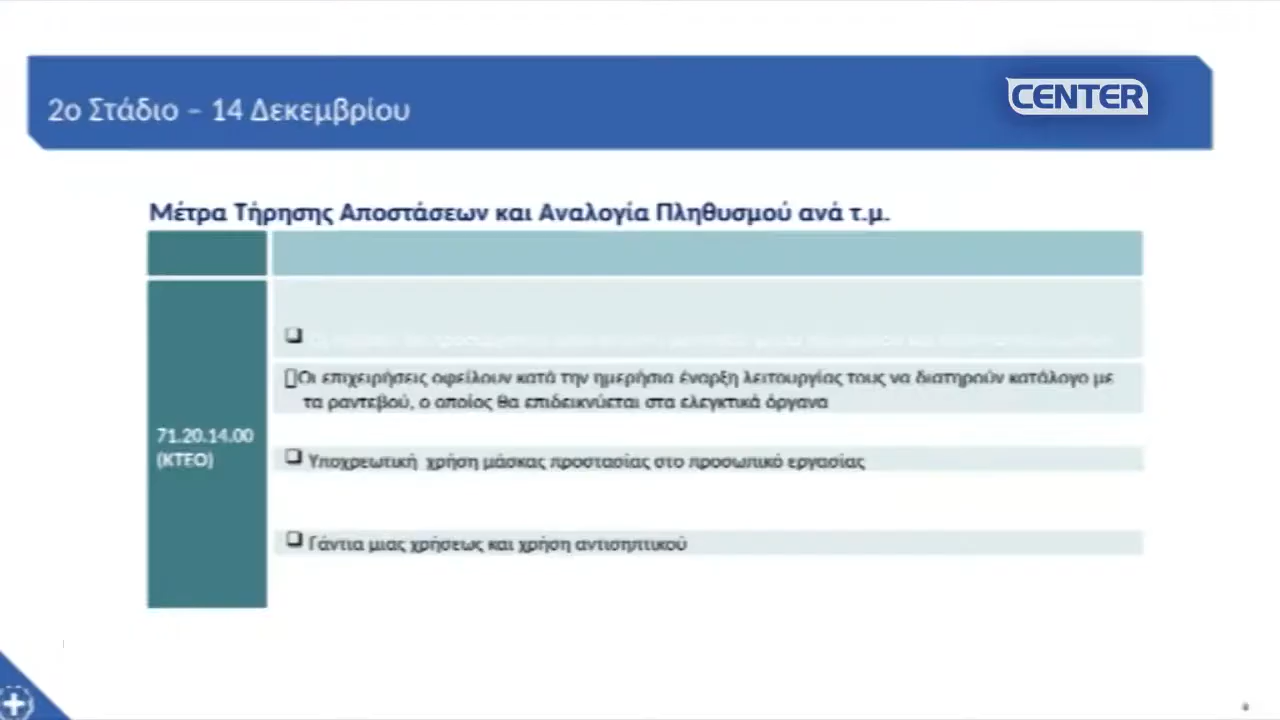 CENTER
2ο Στάδιο – 14 Δεκεμβρίου
Μέτρα Τήρησης Αποστάσεων και Αναλογία Πληθυσμού ανά τ.μ.
Οι επιχειρήσεις οφείλουν κατά την ημερήσια έναρξη λειτουργίας τους να διατηρούν κατάλογο με
τα ραντεβού, ο οποίος θα επιδεικνύεται στα ελεγκτικά όργανα
71.20.14.00
(ΚΤΕΟ)
Υποχρεωτική χρήση μάσκας προστασίας στο προσωπικό εργασίας
Γάντια μιας χρήσεως και χρήση αντισηπτικού